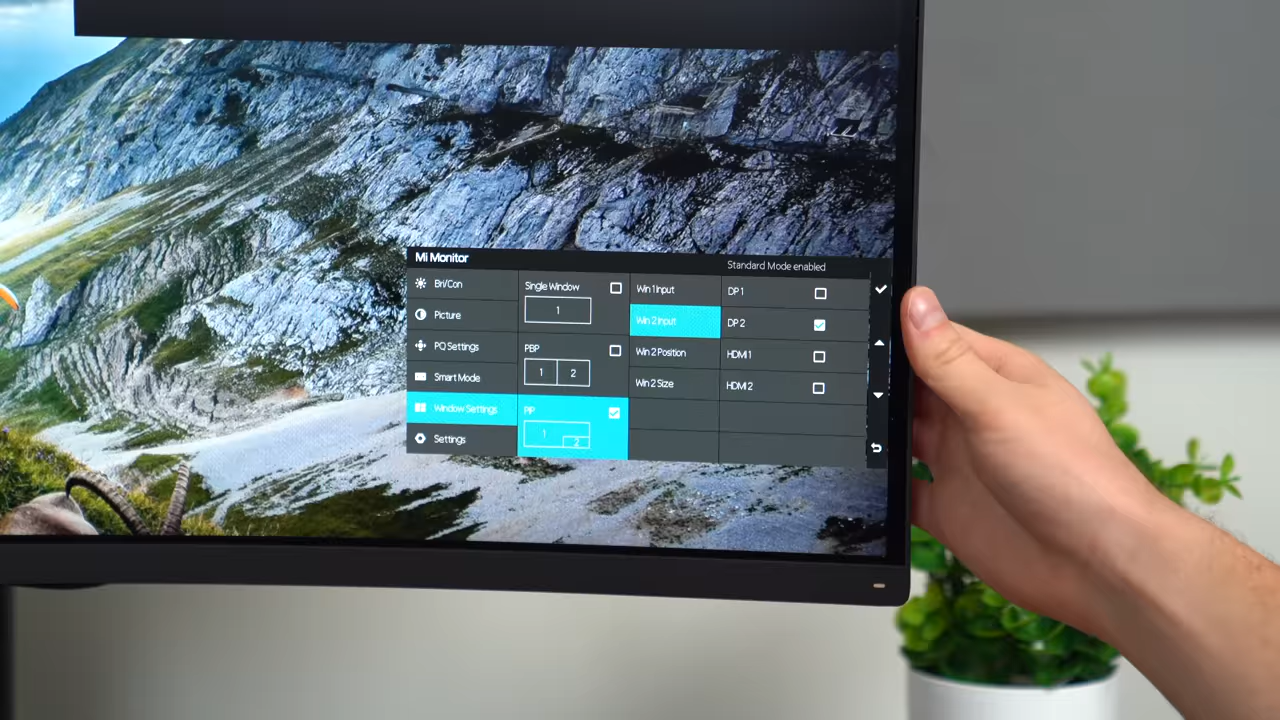 Mi Monitor
Standard Mode enabled
Bri/Con
Picture
PQ Settings
Smart Mode
Window Settings
Settings
Single Window
1
PBP
1 2
PIP
1
2
Win 1 Input
Win 2 Input
Win 2 Position
Win 2 Size
DP 1
DP 2
HDMI 1
HDMI 2